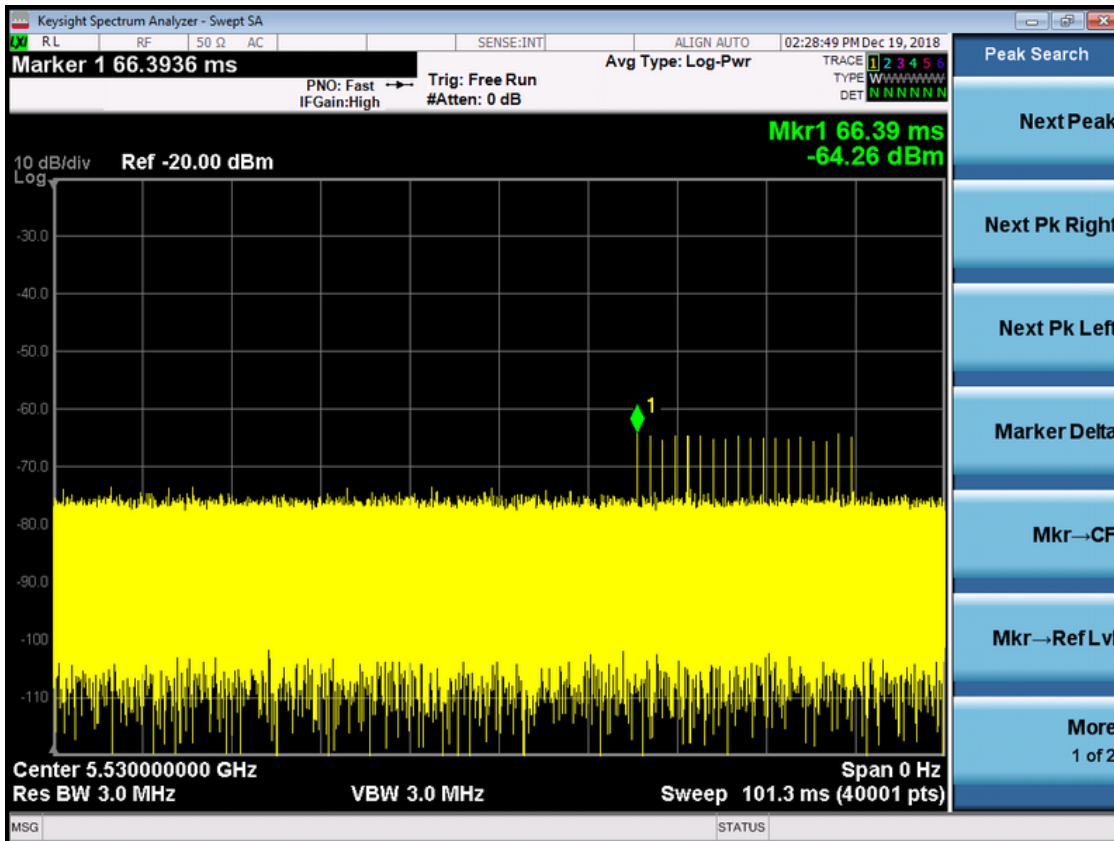 Keysight Spectrum Analyzer - Swept SA
LXI RL RF 50 Ω AC SENSE:INT ALIGN AUTO 02:28:49 PM Dec 19, 2018
Marker 1 66.3936 ms
PNO: Fast
IFGain:High
Trig: Free Run
#Atten: 0 dB
Avg Type: Log-Pwr
TRACE 1 2 3 4 5 6
TYPE WWWWWW
DET N N N N N N
Mkr1 66.39 ms
-64.26 dBm
10 dB/div Ref -20.00 dBm
Log
-30.0
-40.0
-50.0
-60.0
-70.0
-80.0
-90.0
-100
-110
1
Center 5.530000000 GHz Span 0 Hz
Res BW 3.0 MHz VBW 3.0 MHz Sweep 101.3 ms (40001 pts)
MSG STATUS
Peak Search
Next Peak
Next Pk Right
Next Pk Left
Marker Delta
Mkr→CF
Mkr→Ref Lvl
More
1 of 2